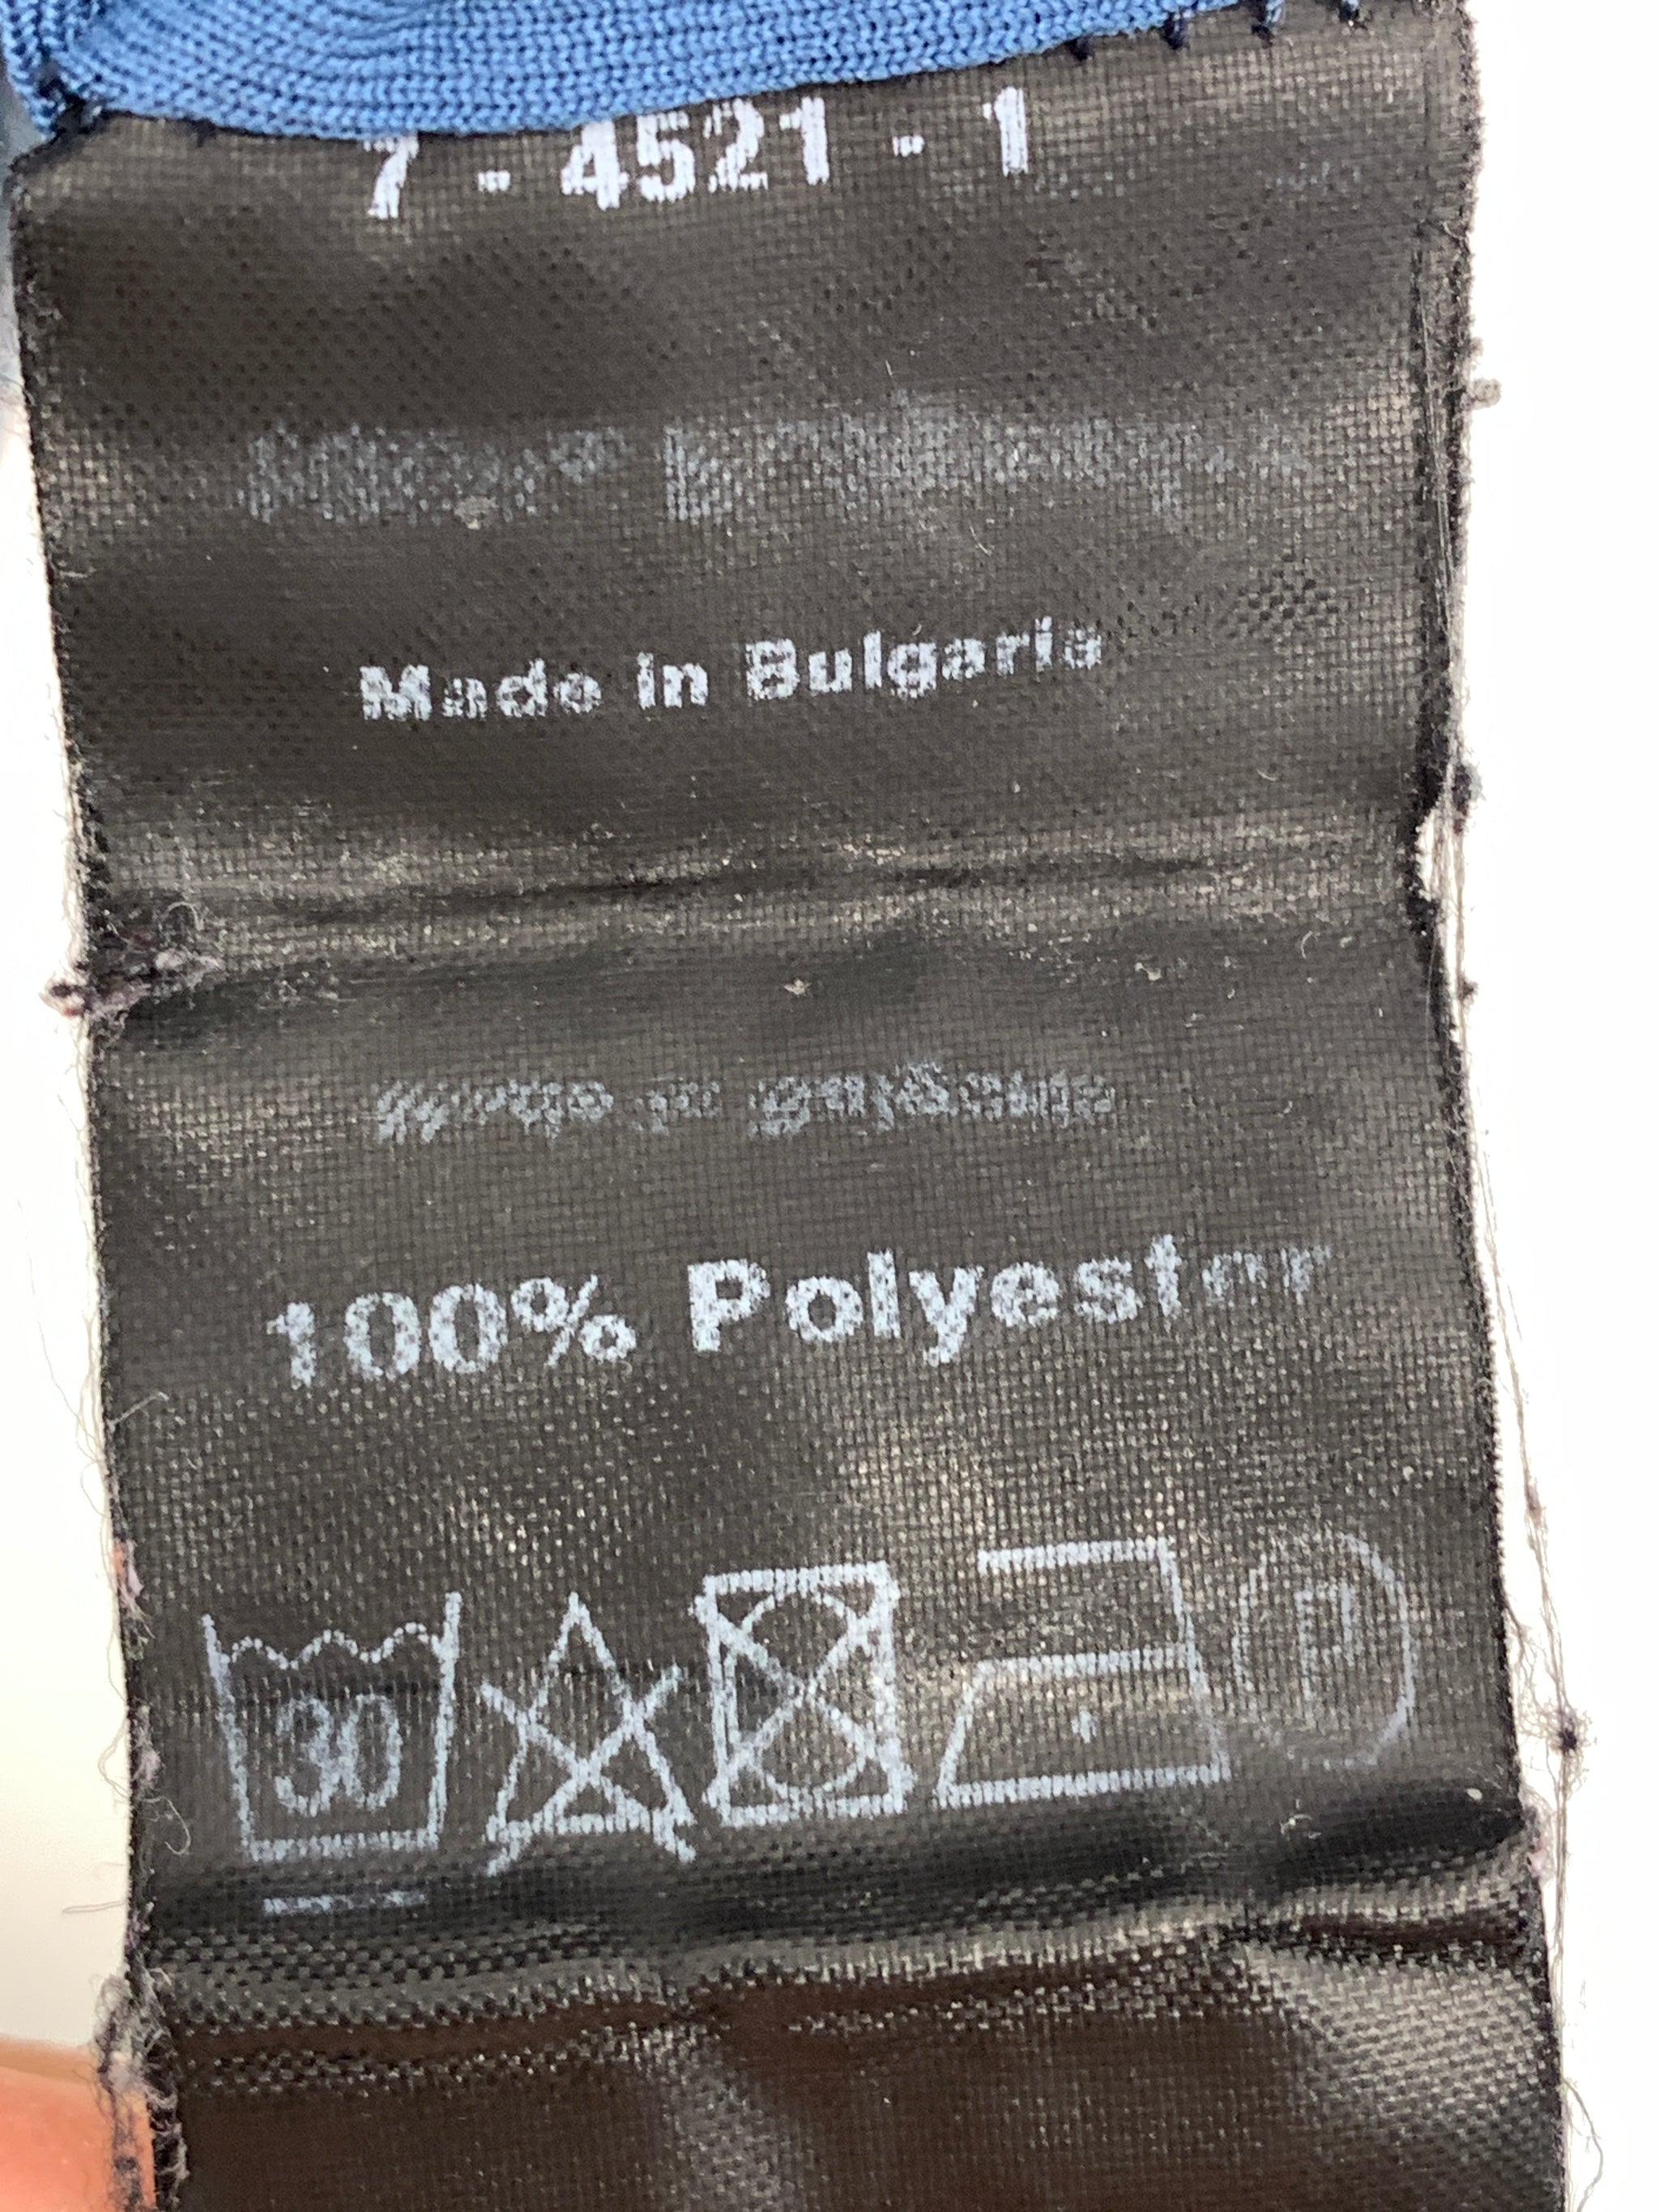 7 - 4521 - 1
Made in Bulgaria
100% Polyester
30
P